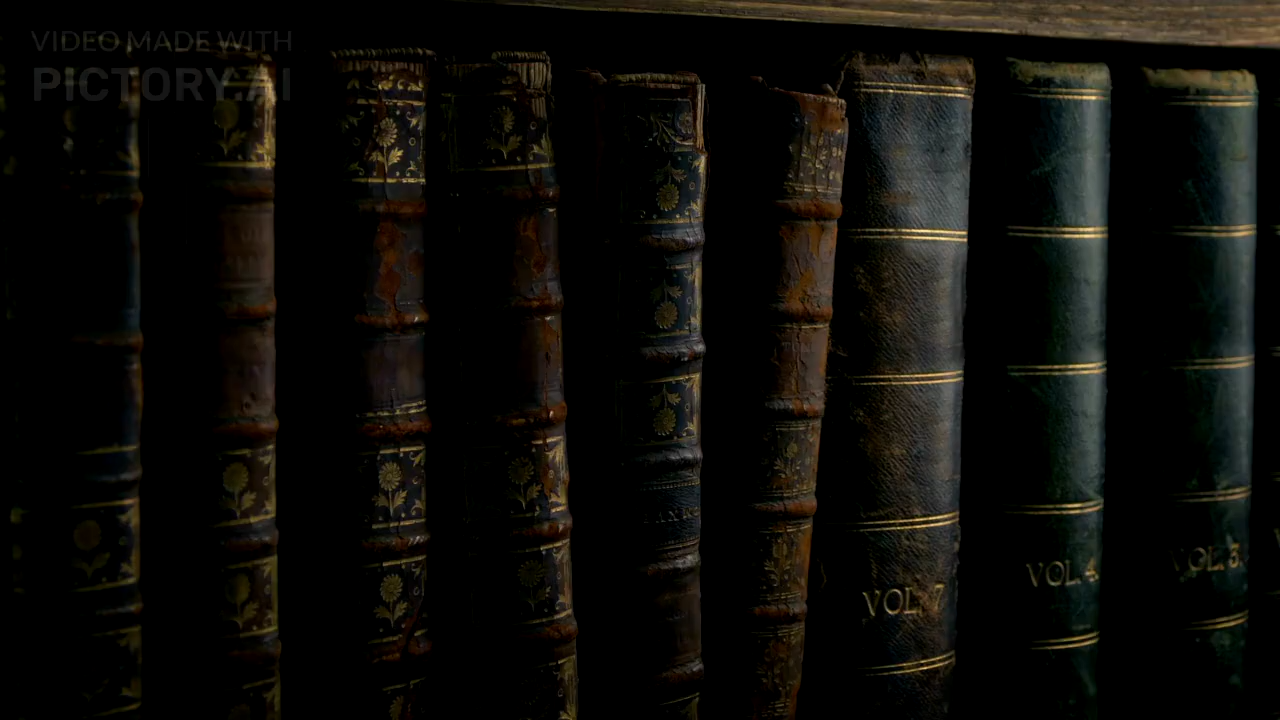 VIDEO MADE WITH
PICTORY.AI
VOL. 7
VOL. 4.
VOL. 3.